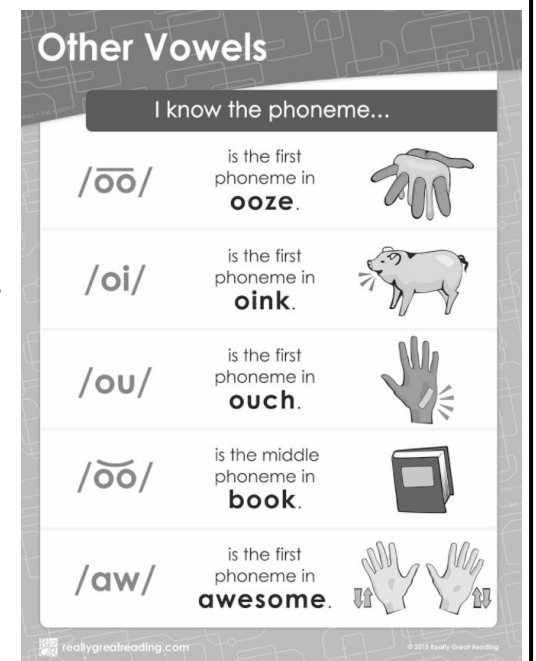 Other Vowels
I know the phoneme...
/o͞o/
is the first
phoneme in
ooze.
/oi/
is the first
phoneme in
oink.
/ou/
is the first
phoneme in
ouch.
/o͝o/
is the middle
phoneme in
book.
/aw/
is the first
phoneme in
awesome.
reallygreatreading.com
© 2015 Really Great Reading